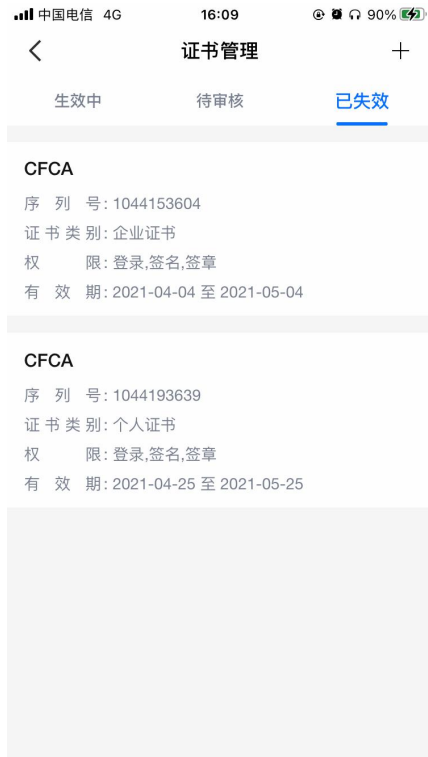 中国电信 4G 16:09 90%
证书管理
生效中 待审核 已失效
CFCA
序列号: 1044153604
证书类别: 企业证书
权限: 登录,签名,签章
有效期: 2021-04-04 至 2021-05-04
CFCA
序列号: 1044193639
证书类别: 个人证书
权限: 登录,签名,签章
有效期: 2021-04-25 至 2021-05-25